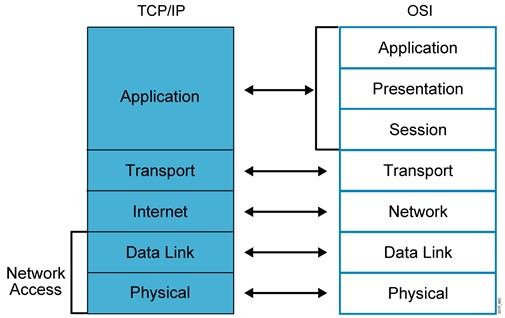 TCP/IP
OSI
Application
Application
Presentation
Session
Transport
Transport
Internet
Network
Network
Access
Data Link
Data Link
Physical
Physical